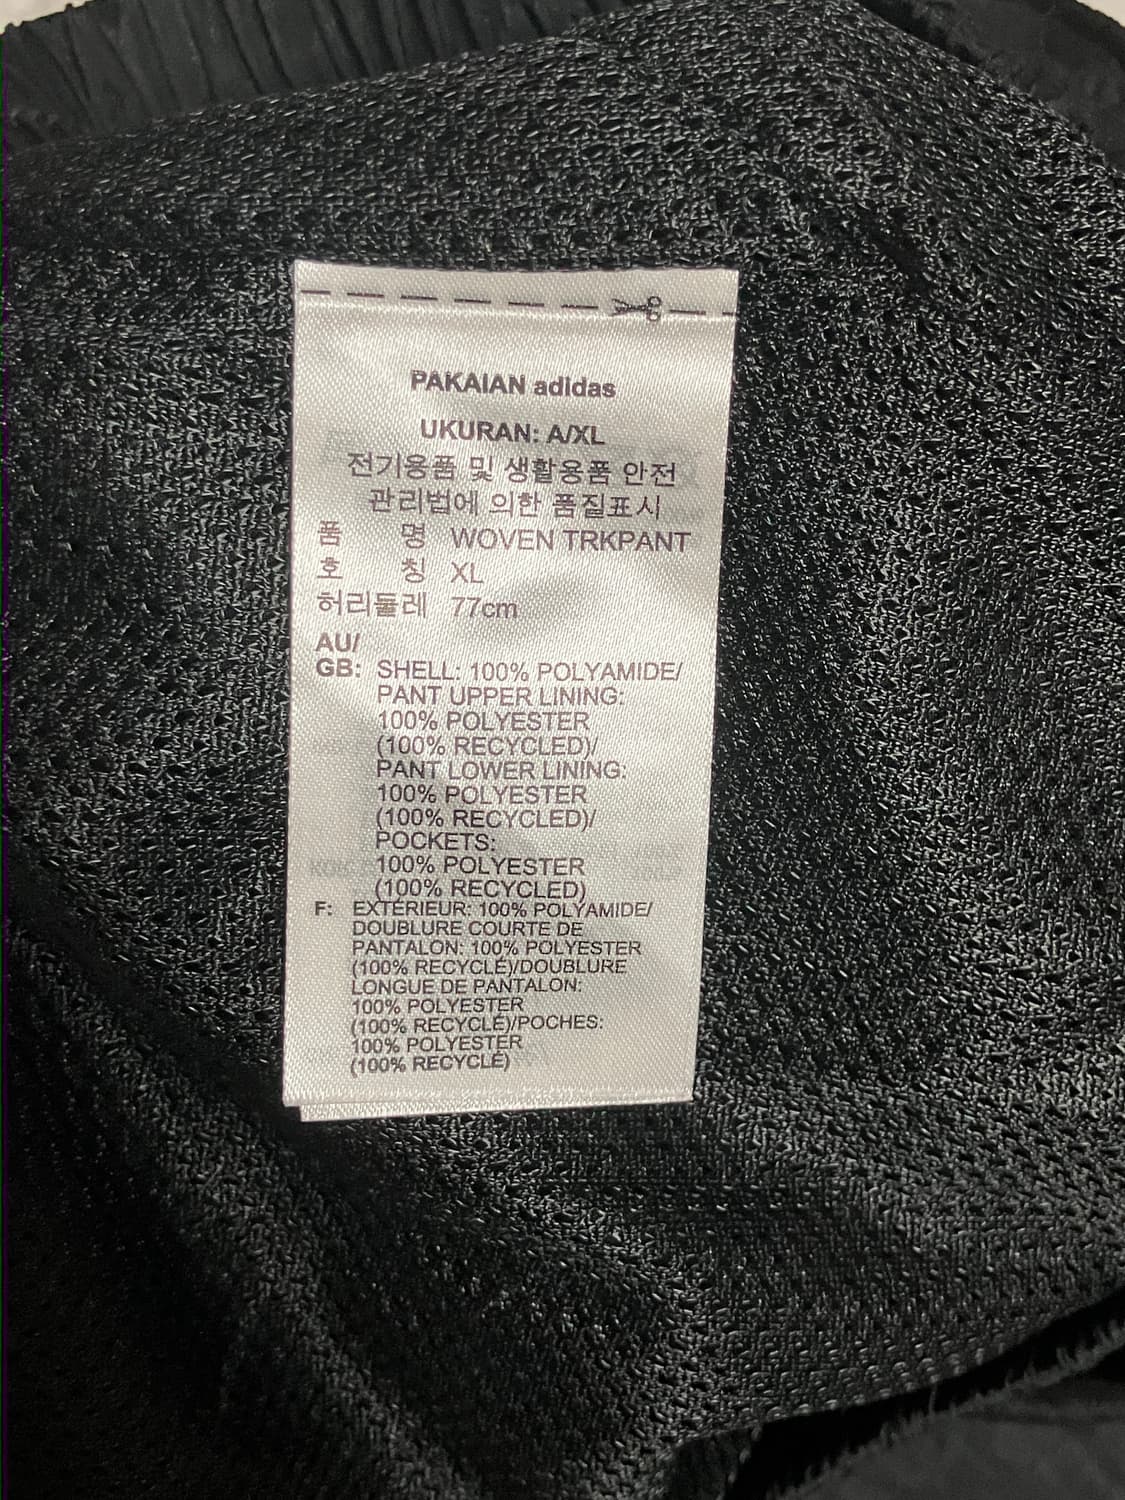 PAKAIAN adidas
UKURAN: A/XL
전기용품 및 생활용품 안전
관리법에 의한 품질표시
품 명 WOVEN TRKPANT
호 칭 XL
허리둘레 77cm
AU/
GB: SHELL: 100% POLYAMIDE/
PANT UPPER LINING:
100% POLYESTER
(100% RECYCLED)/
PANT LOWER LINING:
100% POLYESTER
(100% RECYCLED)/
POCKETS:
100% POLYESTER
(100% RECYCLED)
F: EXTÉRIEUR: 100% POLYAMIDE/
DOUBLURE COURTE DE
PANTALON: 100% POLYESTER
(100% RECYCLÉ)/DOUBLURE
LONGUE DE PANTALON:
100% POLYESTER
(100% RECYCLÉ)/POCHES:
100% POLYESTER
(100% RECYCLÉ)